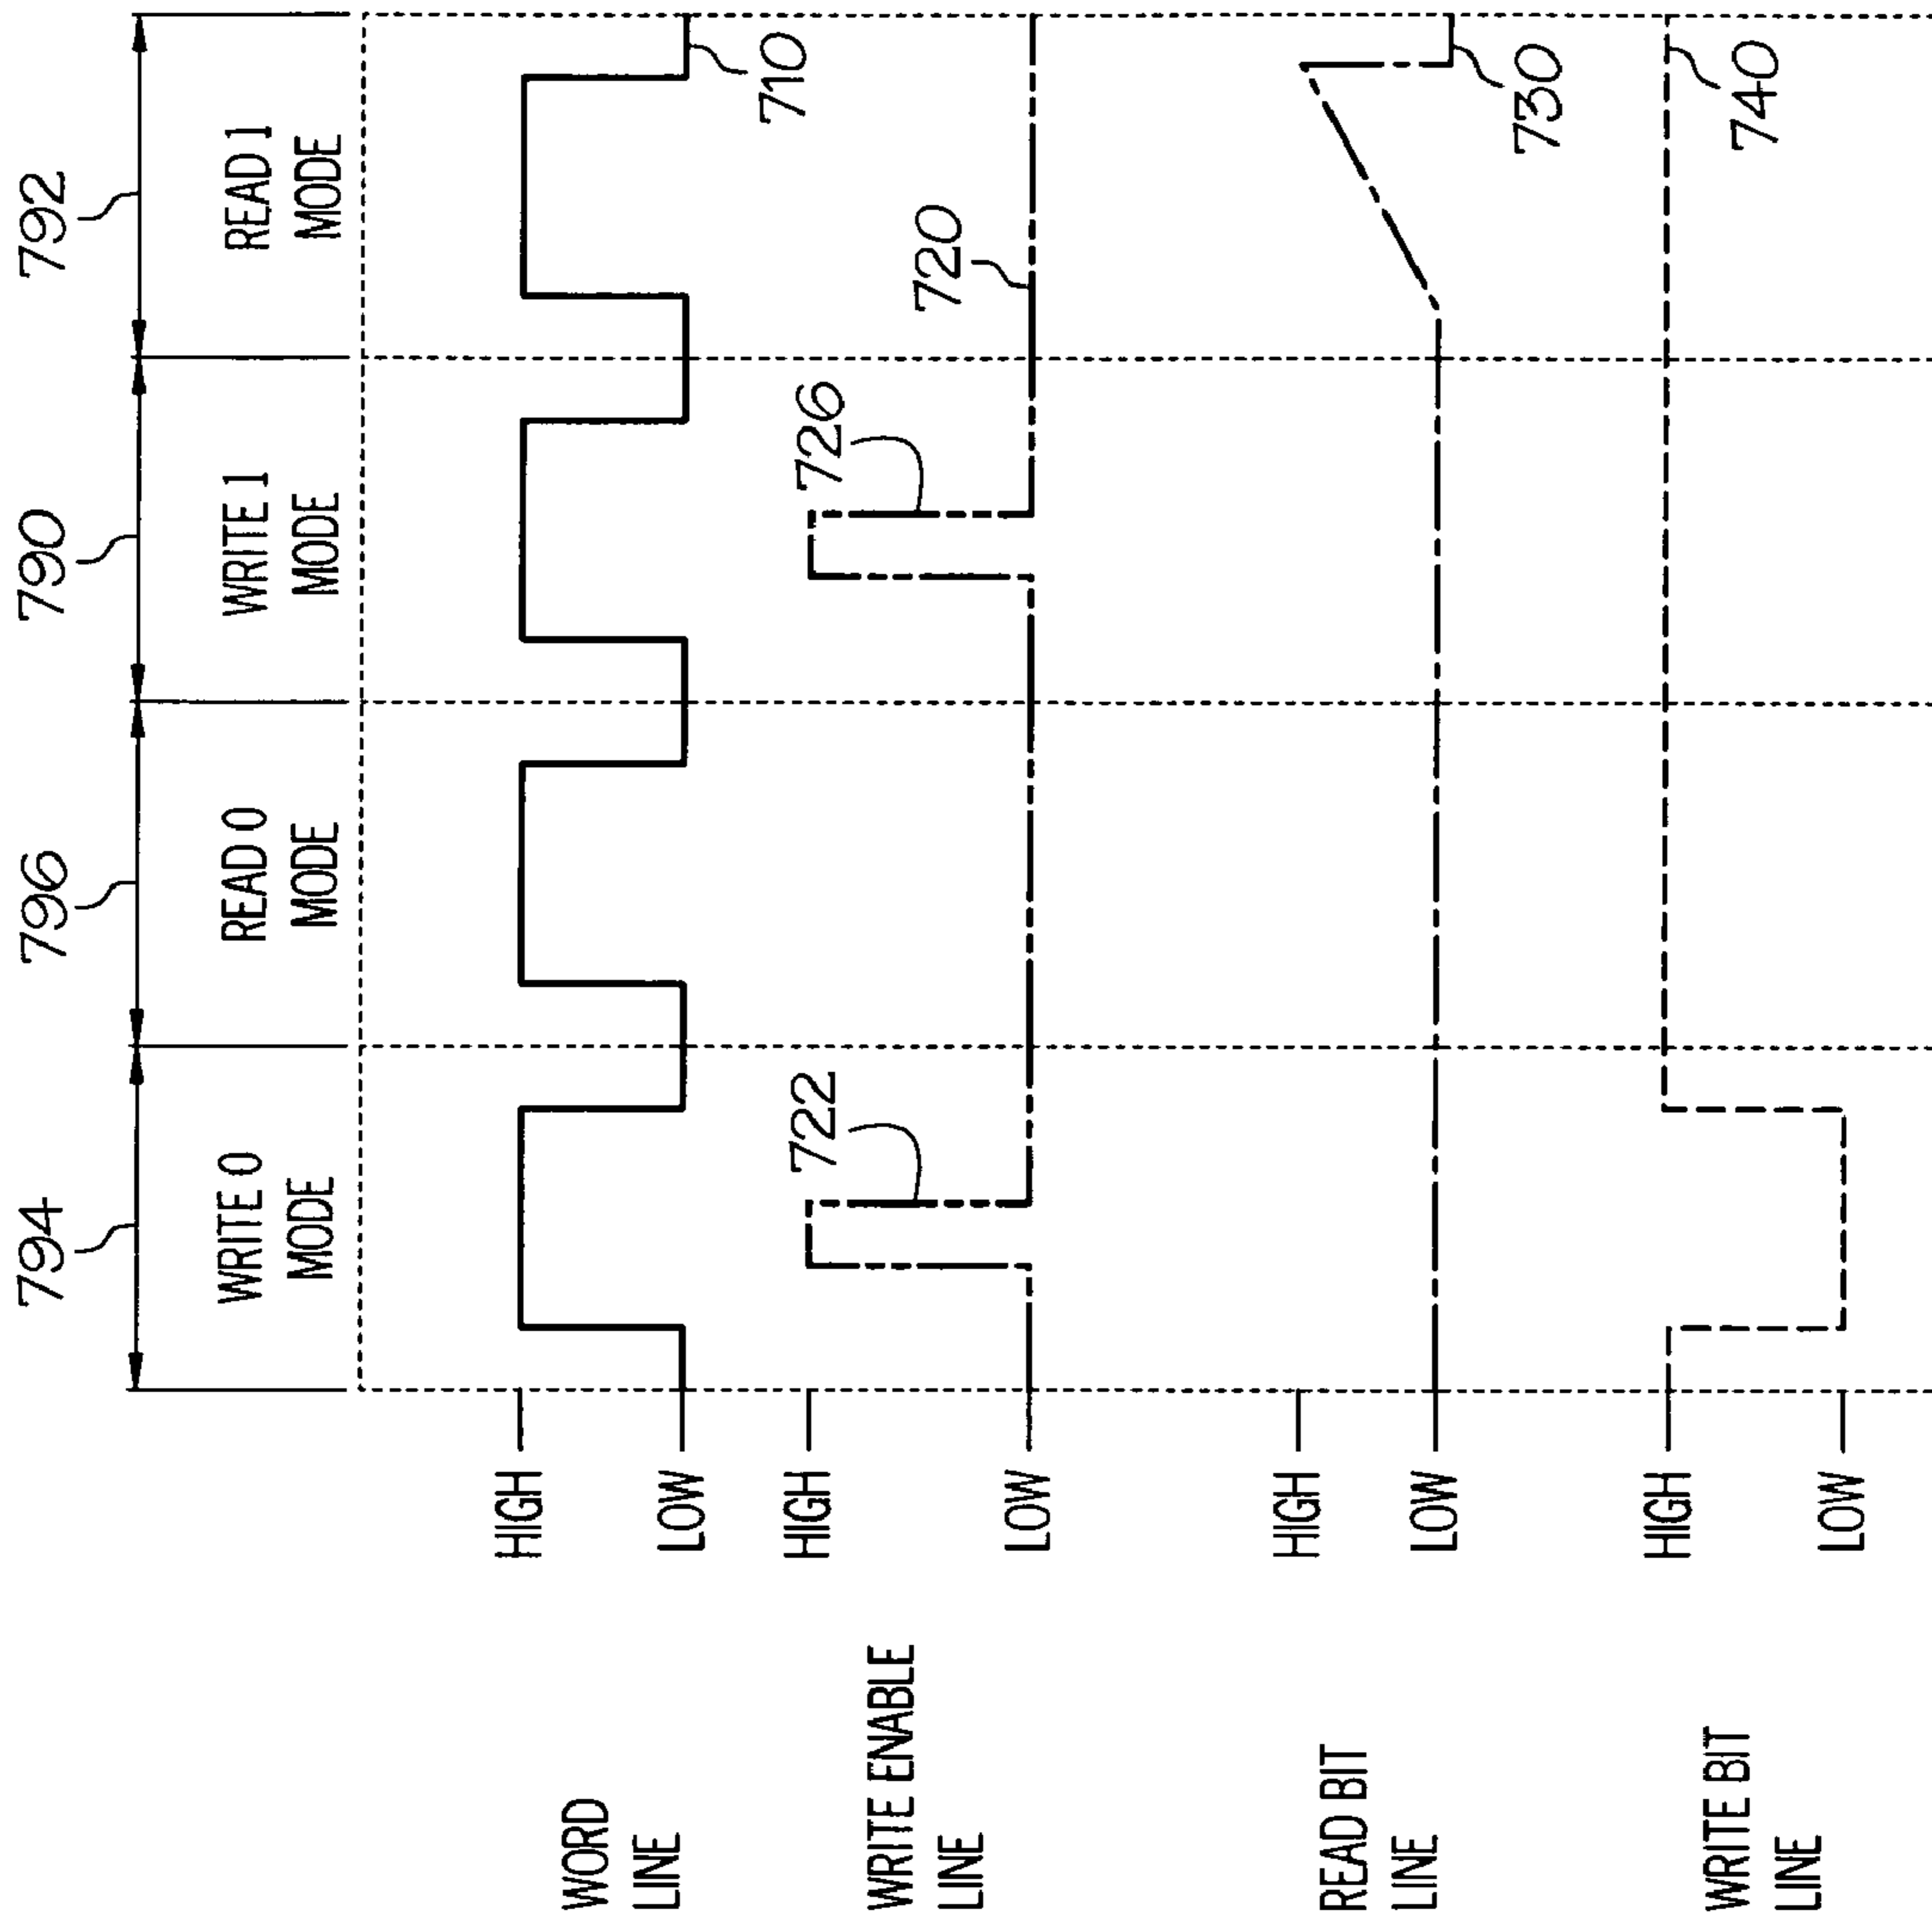 794
796
790
792
WRITE 0
MODE
READ 0
MODE
WRITE 1
MODE
READ 1
MODE
WORD
LINE
HIGH
LOW
710
WRITE ENABLE
LINE
HIGH
LOW
722
726
720
READ BIT
LINE
HIGH
LOW
730
WRITE BIT
LINE
HIGH
LOW
740